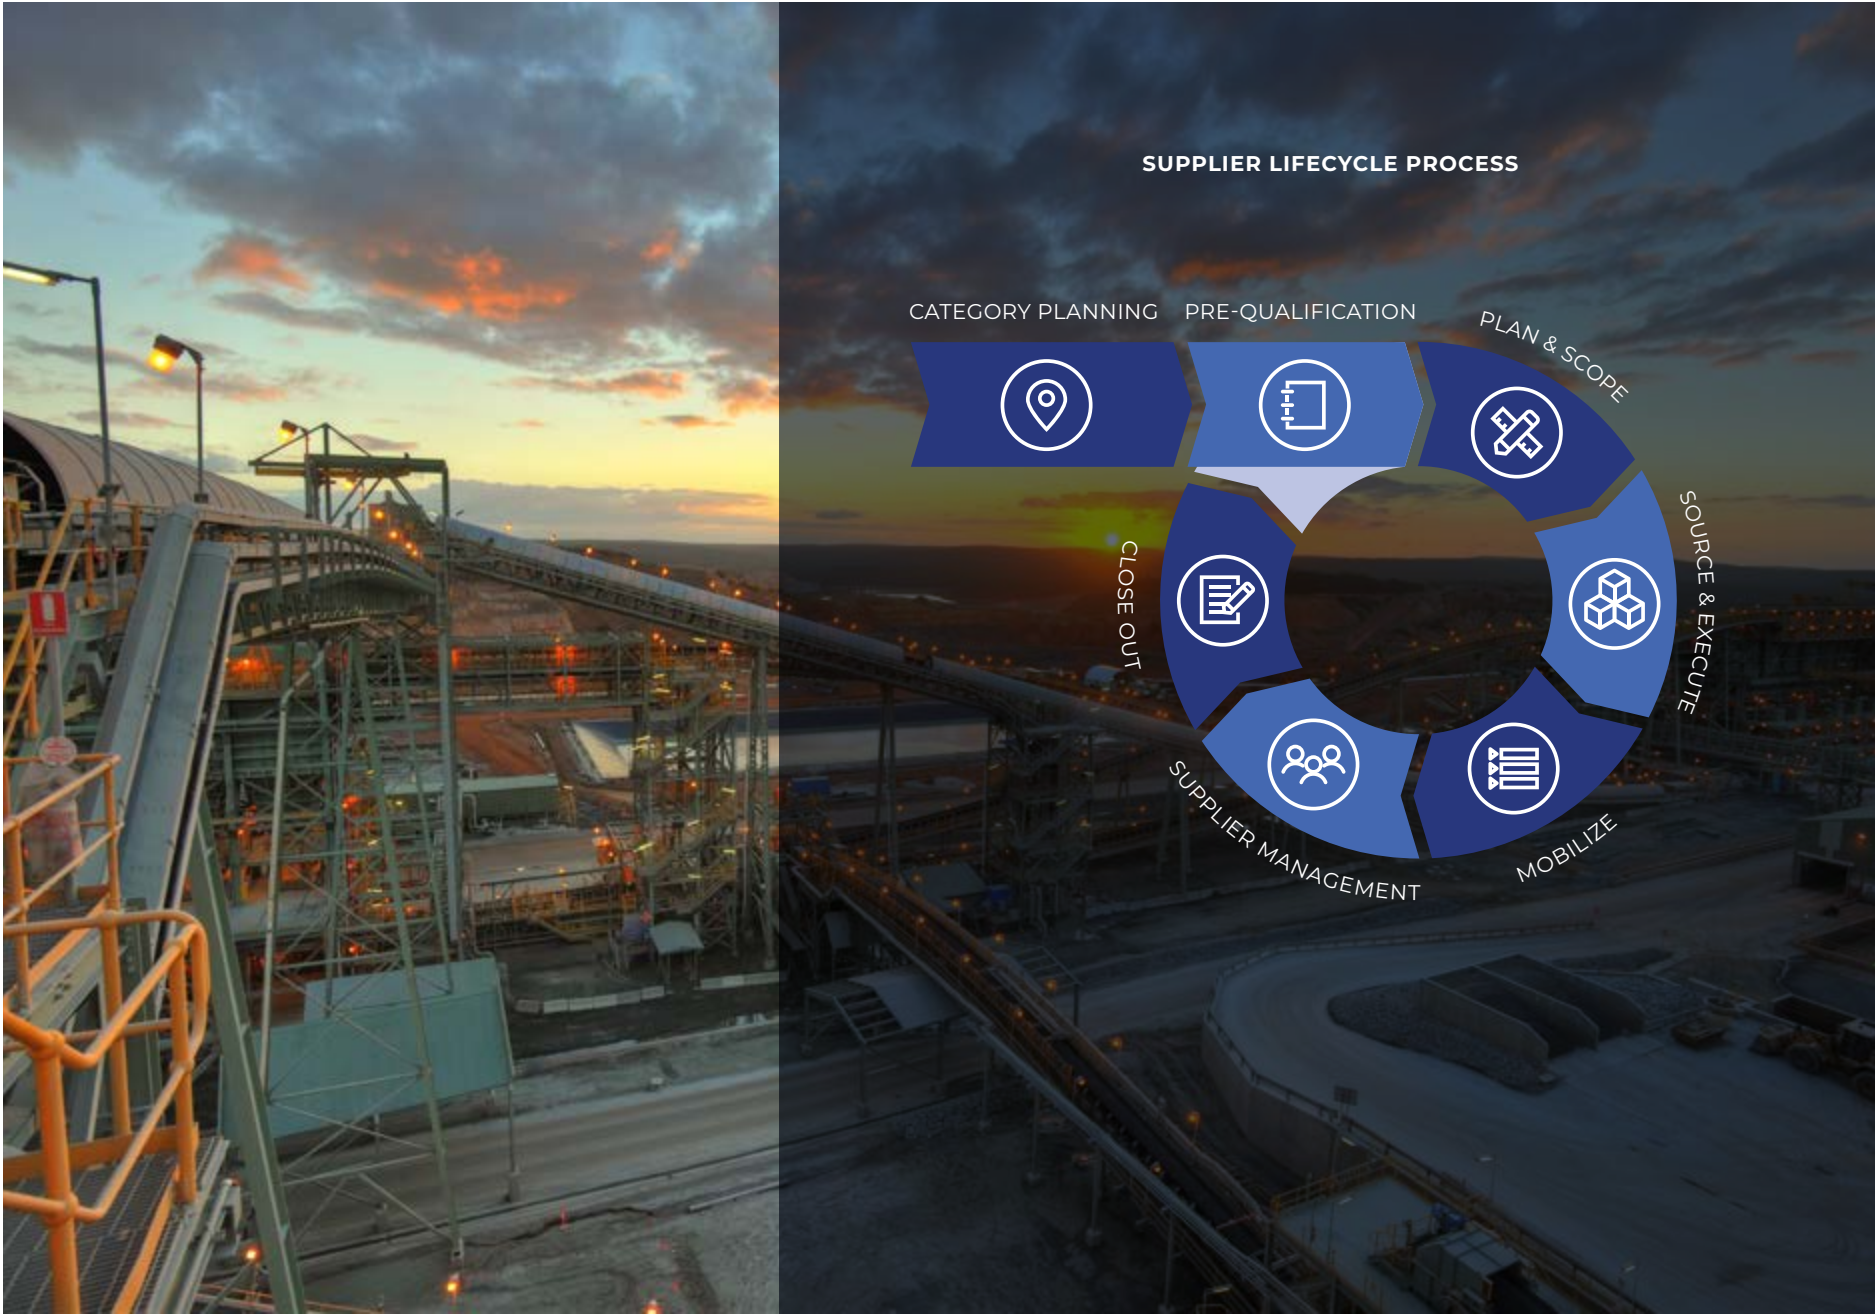 SUPPLIER LIFECYCLE PROCESS
CATEGORY PLANNING
PRE-QUALIFICATION
PLAN & SCOPE
SOURCE & EXECUTE
MOBILIZE
SUPPLIER MANAGEMENT
CLOSE OUT